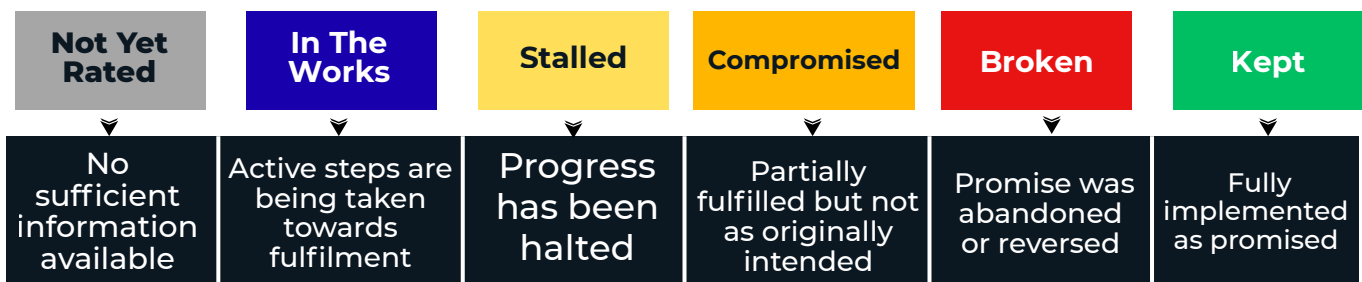 Not Yet
Rated
In The
Works
Stalled
Compromised
Broken
Kept
No
sufficient
information
available
Active steps are
being taken
towards
fulfilment
Progress
has been
halted
Partially
fulfilled but not
as originally
intended
Promise was
abandoned
or reversed
Fully
implemented
as promised